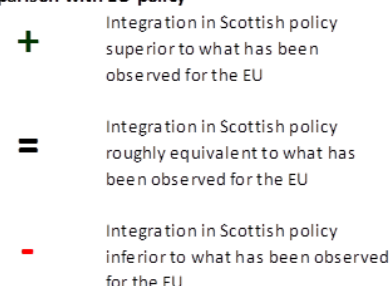 with EU policy
+ Integration in Scottish policy
superior to what has been
observed for the EU
= Integration in Scottish policy
roughly equivalent to what has
been observed for the EU
- Integration in Scottish policy
inferior to what has been observed
for the EU